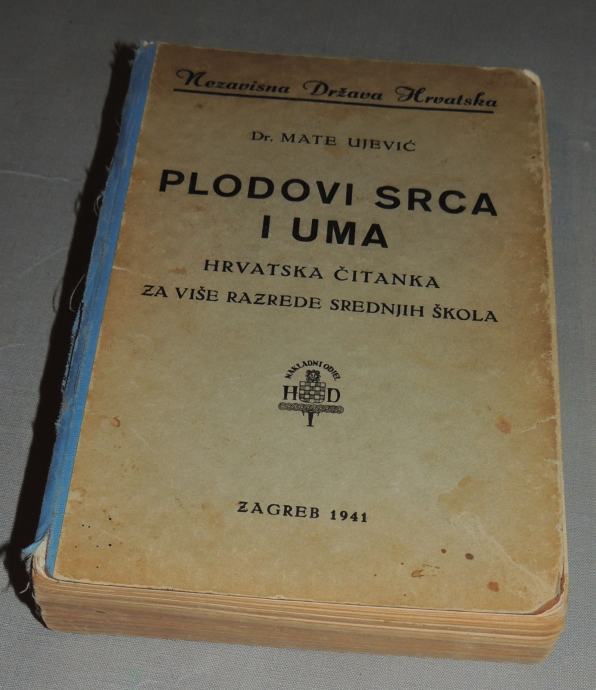 Nezavisna Država Hrvatska
Dr. MATE UJEVIĆ
PLODOVI SRCA
I UMA
HRVATSKA ČITANKA
ZA VIŠE RAZREDE SREDNJIH ŠKOLA
NAKLADNI ODJEL
H D
T
ZAGREB 1941